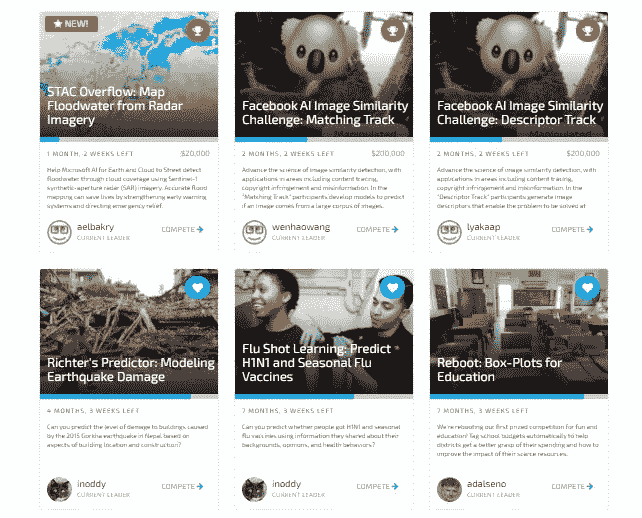 NEW!
STAC Overflow: Map
Floodwater from Radar
Imagery
1 MONTH, 2 WEEKS LEFT $20,000
Help Microsoft AI for Earth and Cloud to Street detect
floodwater through cloud coverage using Sentinel-1
synthetic-aperture radar (SAR) imagery. Accurate flood
mapping can save lives by strengthening early warning
systems and directing emergency relief.
aelbakry
CURRENT LEADER
COMPETE
Facebook AI Image Similarity
Challenge: Matching Track
Manipulated
2 MONTHS, 2 WEEKS LEFT $200,000
Advance the science of image similarity detection, with
applications in areas including content tracing,
copyright infringement and misinformation. In the
"Matching Track" participants develop models to predict
if an image comes from a large corpus of images.
wenhaowang
CURRENT LEADER
COMPETE
Facebook AI Image Similarity
Challenge: Descriptor Track
Manipulated
2 MONTHS, 2 WEEKS LEFT $200,000
Advance the science of image similarity detection, with
applications in areas including content tracing,
copyright infringement and misinformation. In the
"Descriptor Track" participants generate image
descriptors that enable the problem to be solved at
lyakaap
CURRENT LEADER
COMPETE
Richter's Predictor: Modeling
Earthquake Damage
4 MONTHS, 3 WEEKS LEFT
Can you predict the level of damage to buildings caused
by the 2015 Gorkha earthquake in Nepal based on
aspects of building location and construction?
inoddy
CURRENT LEADER
COMPETE
Flu Shot Learning: Predict
H1N1 and Seasonal Flu
Vaccines
7 MONTHS, 3 WEEKS LEFT
Can you predict whether people got H1N1 and seasonal
flu vaccines using information they shared about their
backgrounds, opinions, and health behaviors?
inoddy
CURRENT LEADER
COMPETE
Reboot: Box-Plots for
Education
7 MONTHS, 3 WEEKS LEFT
We're rebooting our first prized competition for fun and
education! Tag school budgets automatically to help
districts get a better grasp of their spending and how to
improve the impact of their scarce resources.
adalseno
CURRENT LEADER
COMPETE